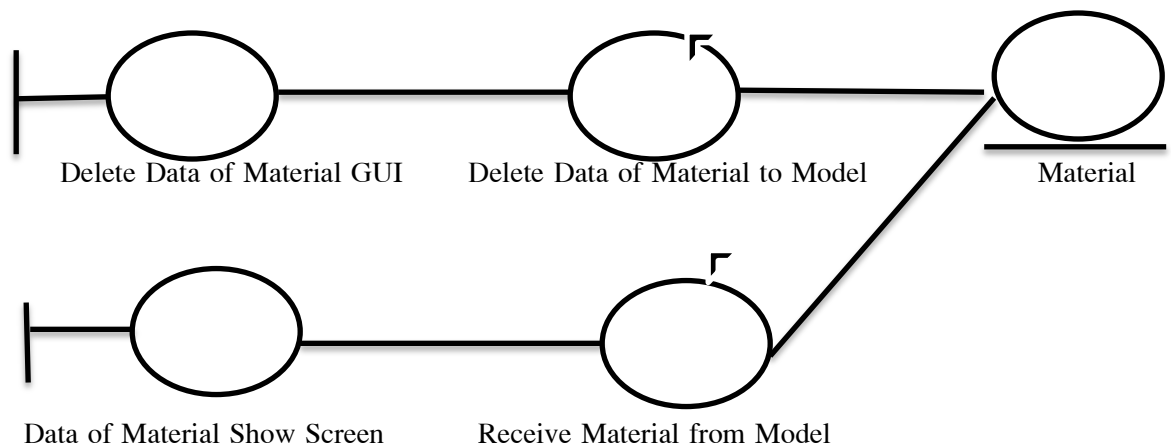 Delete Data of Material GUI
Delete Data of Material to Model
Material
Data of Material Show Screen
Receive Material from Model